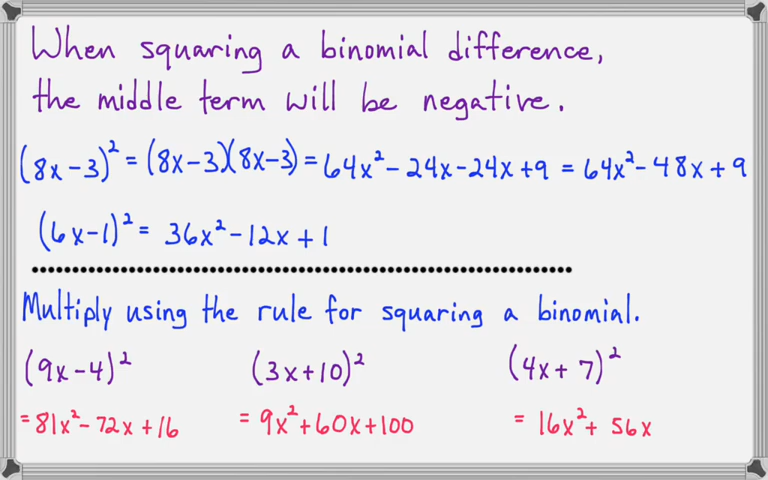 When squaring a binomial difference,
the middle term will be negative.
(8x-3)² = (8x-3)(8x-3) = 64x² - 24x - 24x + 9 = 64x² - 48x + 9
(6x-1)² = 36x² - 12x + 1
Multiply using the rule for squaring a binomial.
(9x-4)² (3x+10)² (4x+7)²
= 81x² - 72x + 16 = 9x² + 60x + 100 = 16x² + 56x